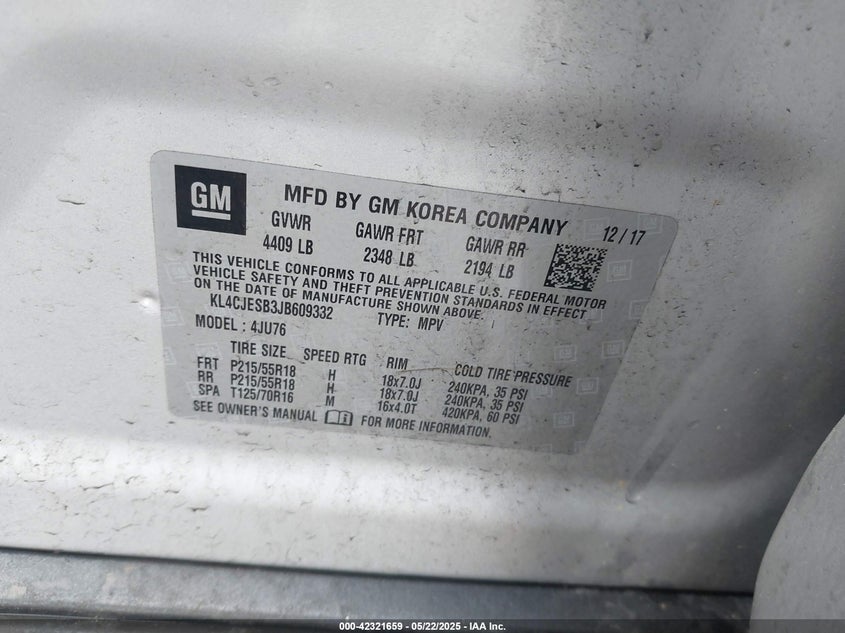 GM
MFD BY GM KOREA COMPANY 12/17
GVWR GAWR FRT GAWR RR
4409 LB 2348 LB 2194 LB
THIS VEHICLE CONFORMS TO ALL APPLICABLE U.S. FEDERAL MOTOR
VEHICLE SAFETY AND THEFT PREVENTION STANDARDS IN EFFECT
ON THE DATE OF MANUFACTURE SHOWN ABOVE.
KL4CJESB3JB609332 TYPE: MPV
MODEL : 4JU76
TIRE SIZE SPEED RTG RIM COLD TIRE PRESSURE
FRT P215/55R18 H 18x7.0J 240KPA, 35 PSI
RR P215/55R18 H 18x7.0J 240KPA, 35 PSI
SPA T125/70R16 M 16x4.0T 420KPA, 60 PSI
SEE OWNER'S MANUAL FOR MORE INFORMATION.
000-42321659 - 05/22/2025 - IAA Inc.